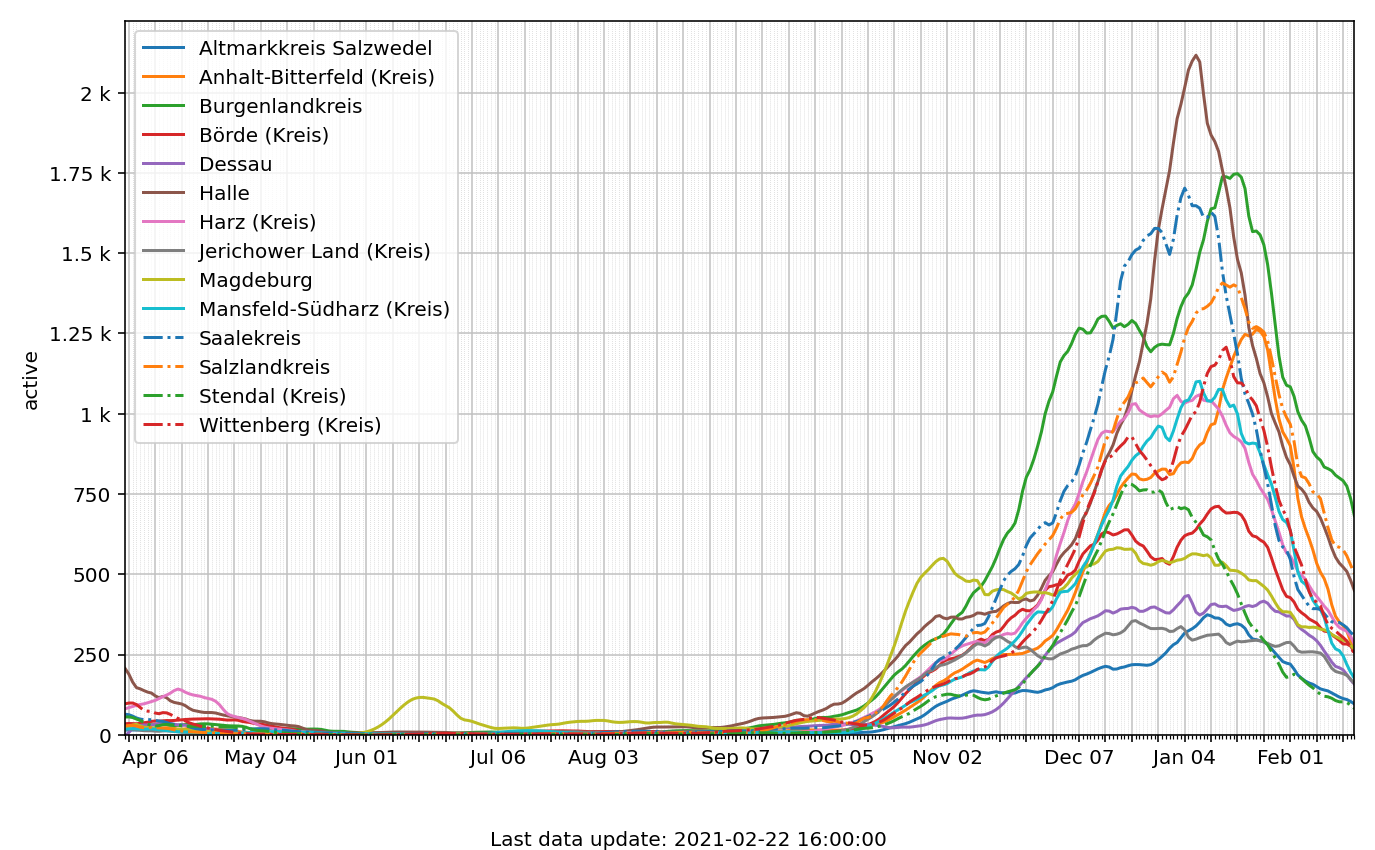 2 k
1.75 k
1.5 k
1.25 k
1 k
750
500
250
0
active
Altmarkkreis Salzwedel
Anhalt-Bitterfeld (Kreis)
Burgenlandkreis
Börde (Kreis)
Dessau
Halle
Harz (Kreis)
Jerichower Land (Kreis)
Magdeburg
Mansfeld-Südharz (Kreis)
Saalekreis
Salzlandkreis
Stendal (Kreis)
Wittenberg (Kreis)
Apr 06 May 04 Jun 01 Jul 06 Aug 03 Sep 07 Oct 05 Nov 02 Dec 07 Jan 04 Feb 01
Last data update: 2021-02-22 16:00:00